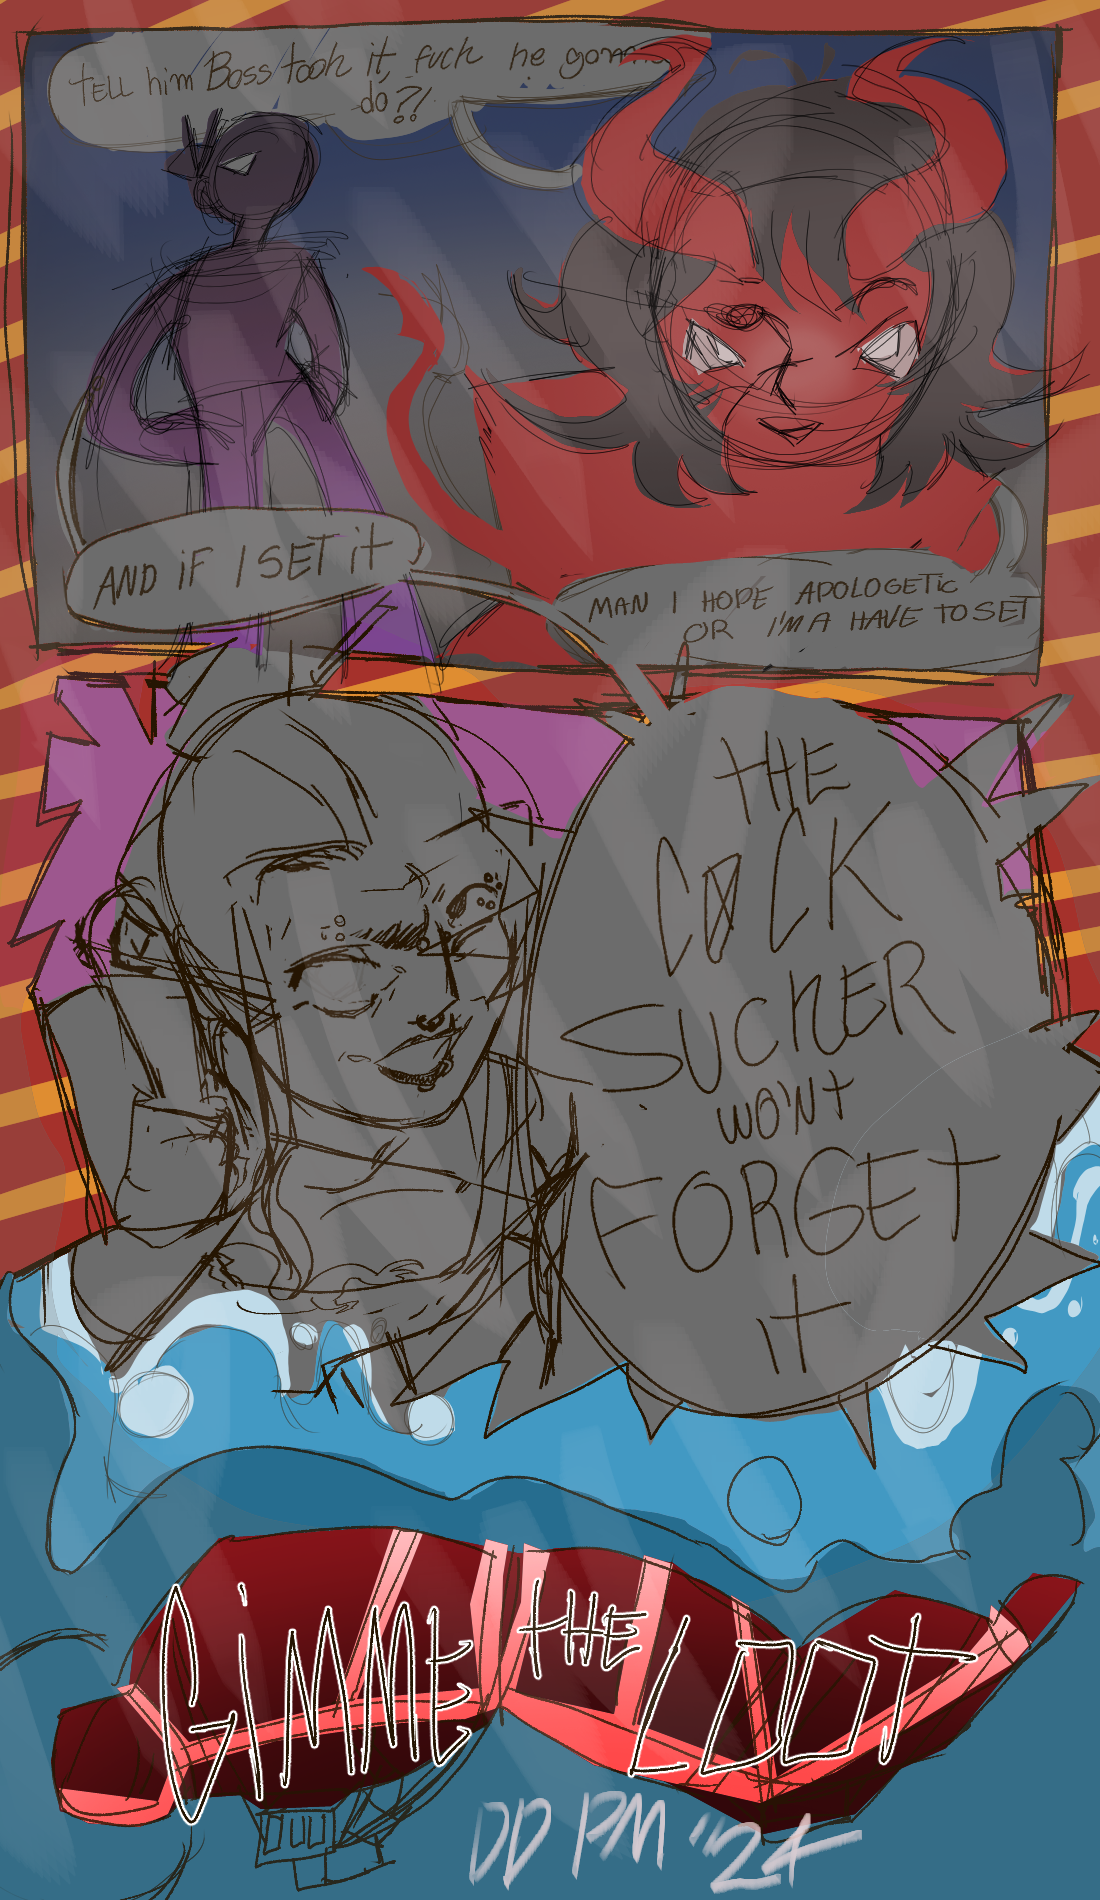 tELL him Boss took it, fuck he gonna
do?!
AND iF I SET it
MAN I HOPE APOLOGETiC
OR I'MA HAVE TO SET
THE
COCK
SUCKER
WON't
FORGET
it
GiMME tHE LOOT
DD PM '24